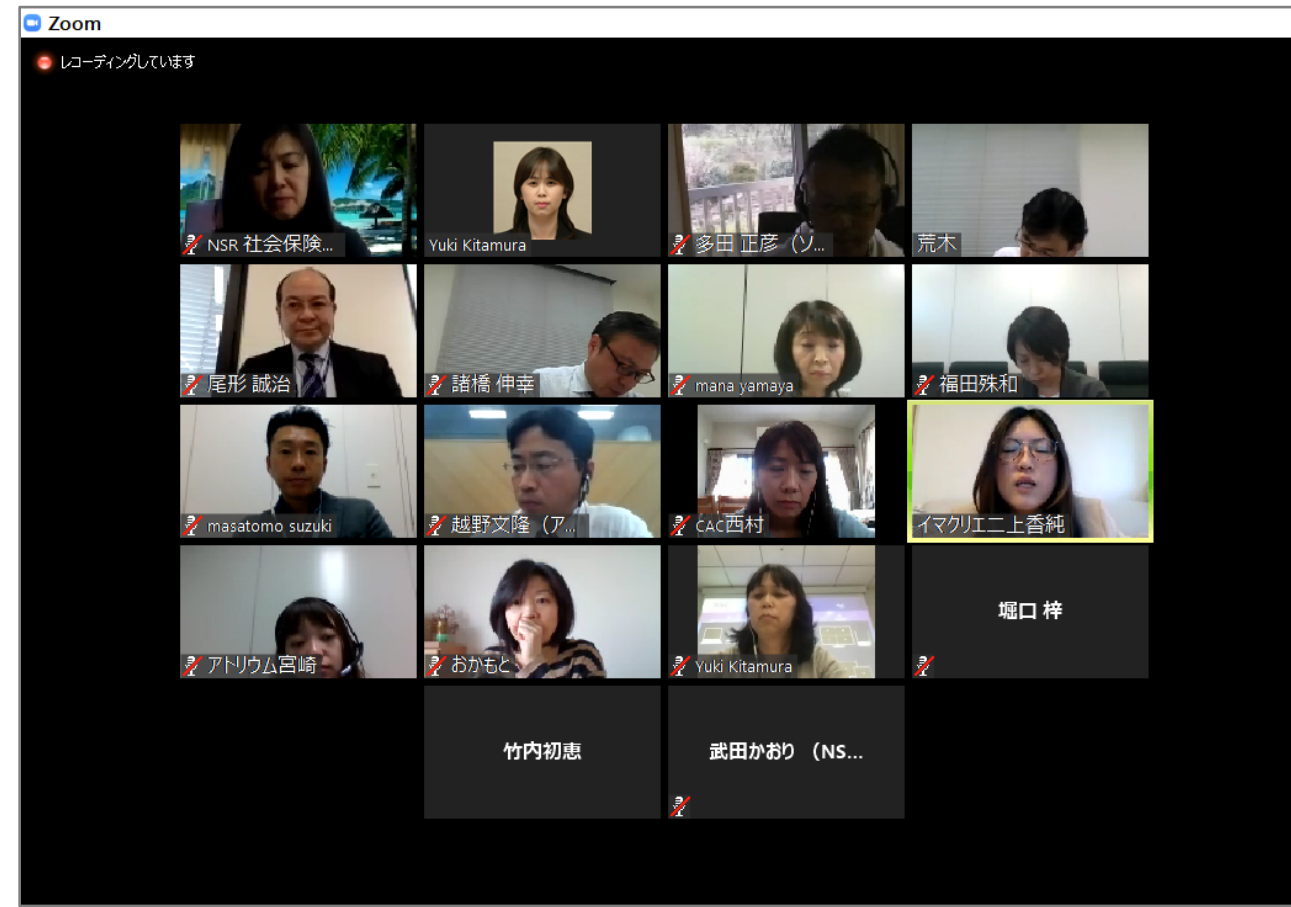 Zoom
レコーディングしています
NSR 社会保険...
Yuki Kitamura
多田 正彦（ソ...
荒木
尾形 誠治
諸橋 伸幸
mana yamaya
福田殊和
masatomo suzuki
越野文隆（ア...
CAC西村
イマクリエ二上香純
アトリウム宮崎
おかもと
Yuki Kitamura
堀口 梓
竹内初恵
武田かおり （NS...